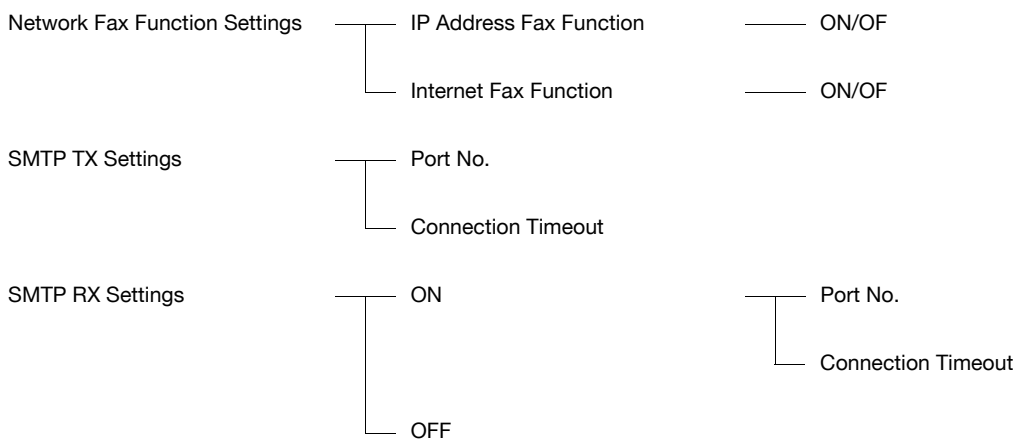 Network Fax Function Settings IP Address Fax Function ON/OF
Internet Fax Function ON/OF
SMTP TX Settings Port No.
Connection Timeout
SMTP RX Settings ON Port No.
Connection Timeout
OFF